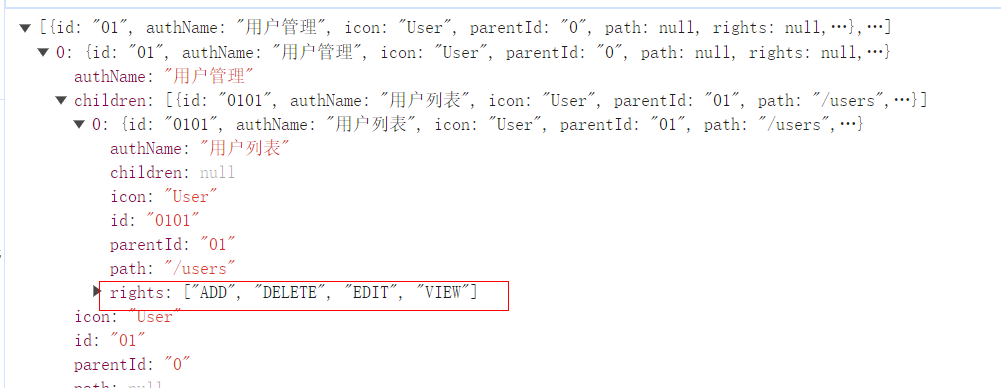 ▼ [{id: "01", authName: "用户管理", icon: "User", parentId: "0", path: null, rights: null,…},…]
▼ 0: {id: "01", authName: "用户管理", icon: "User", parentId: "0", path: null, rights: null,…}
authName: "用户管理"
▼ children: [{id: "0101", authName: "用户列表", icon: "User", parentId: "01", path: "/users",…}]
▼ 0: {id: "0101", authName: "用户列表", icon: "User", parentId: "01", path: "/users",…}
authName: "用户列表"
children: null
icon: "User"
id: "0101"
parentId: "01"
path: "/users"
▶ rights: ["ADD", "DELETE", "EDIT", "VIEW"]
icon: "User"
id: "01"
parentId: "0"
path: null